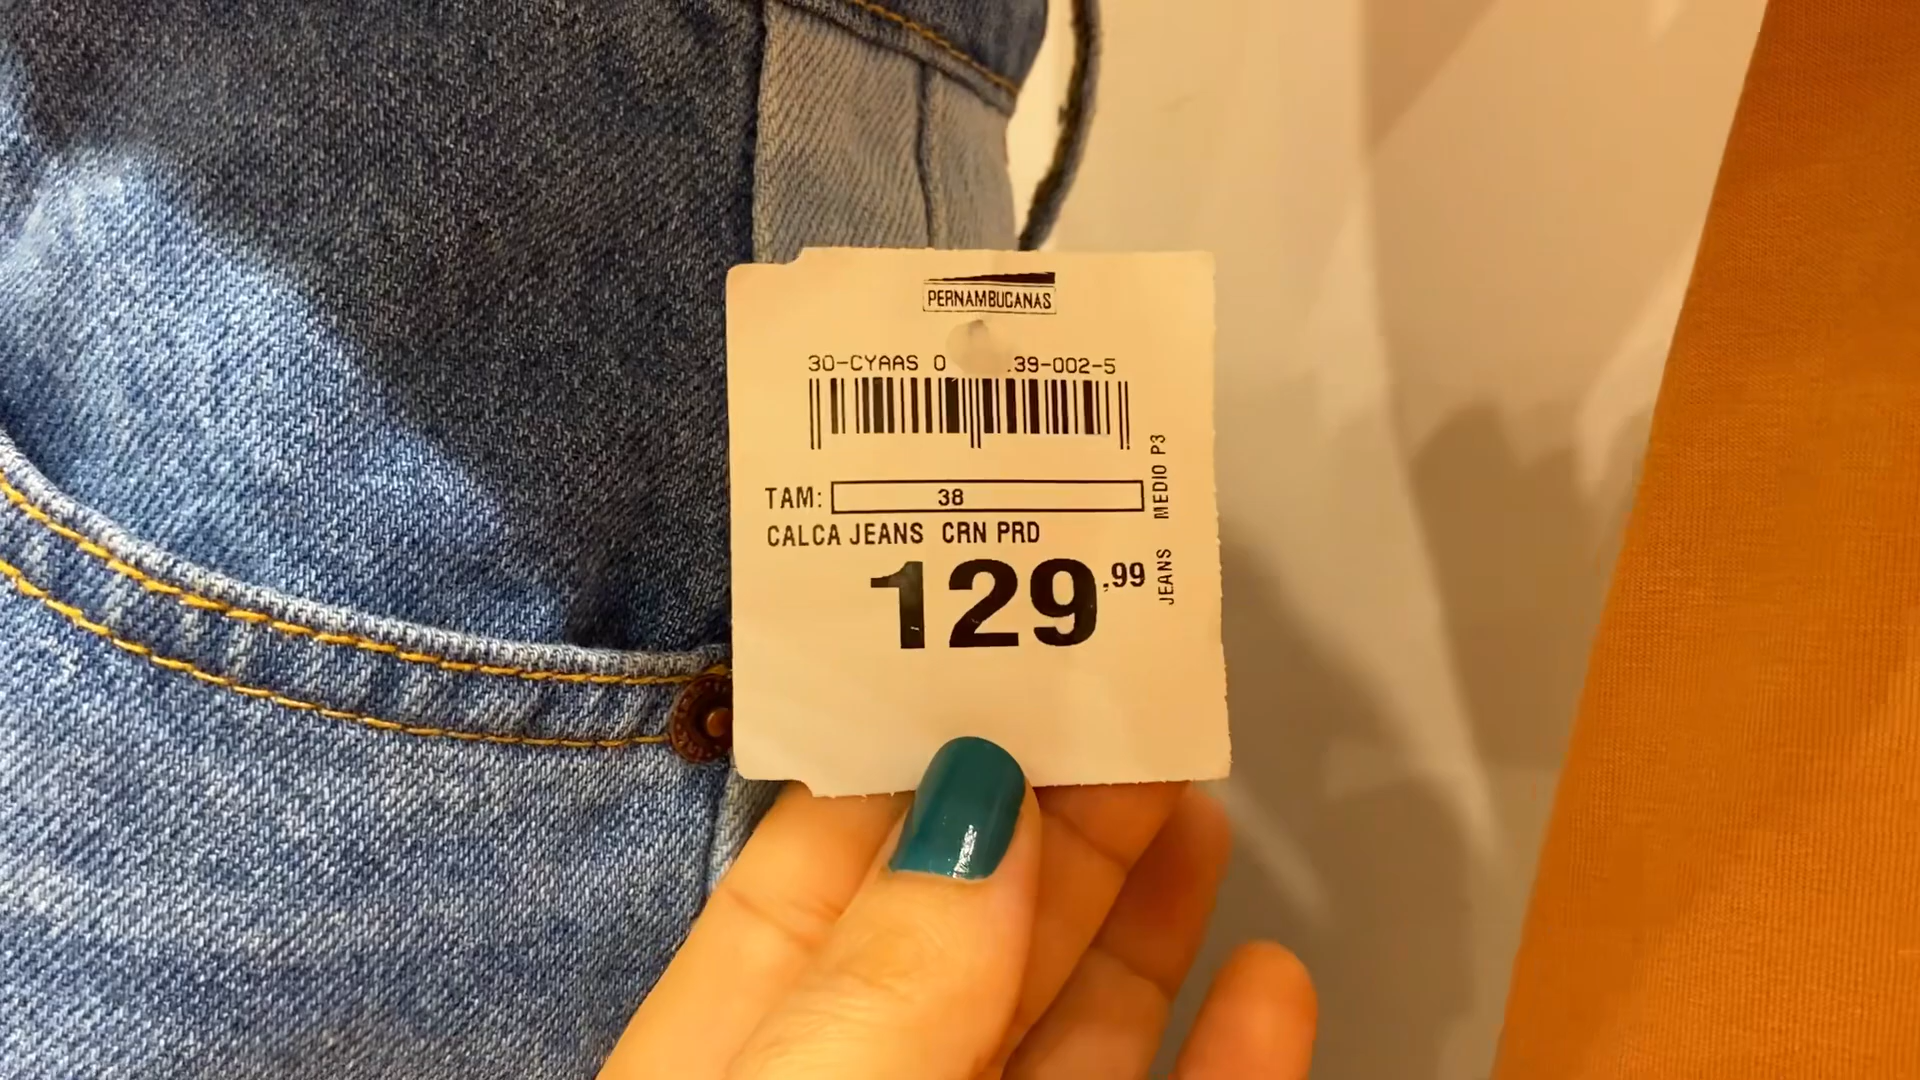 PERNAMBUCANAS
30-CYAAS 0 .39-002-5
TAM: 38
CALCA JEANS CRN PRD
129,99
JEANS MEDIO P3